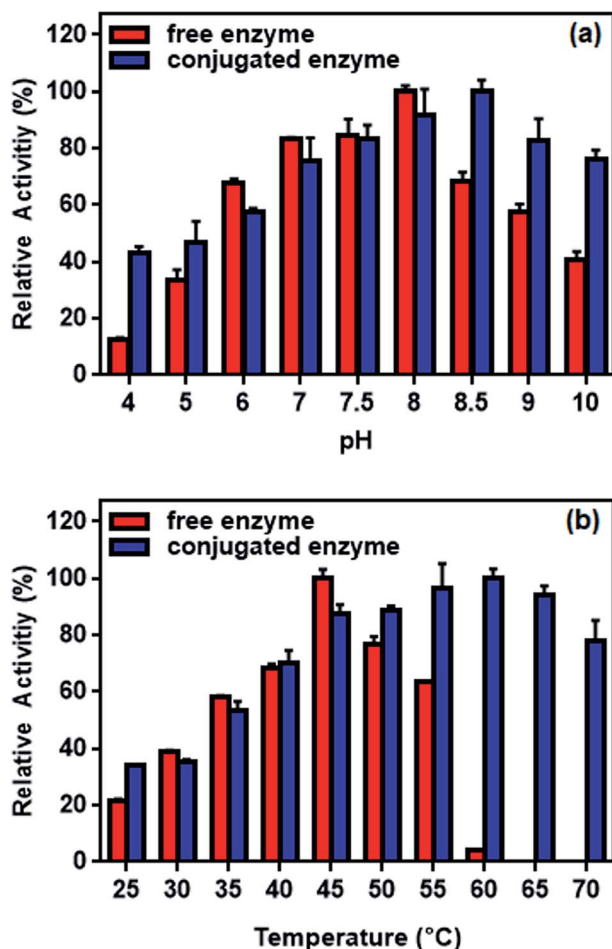 (a)
free enzyme
conjugated enzyme
Relative Activitiy (%)
120
100
80
60
40
20
0
4 5 6 7 7.5 8 8.5 9 10
pH
(b)
free enzyme
conjugated enzyme
Relative Activitiy (%)
120
100
80
60
40
20
0
25 30 35 40 45 50 55 60 65 70
Temperature (°C)